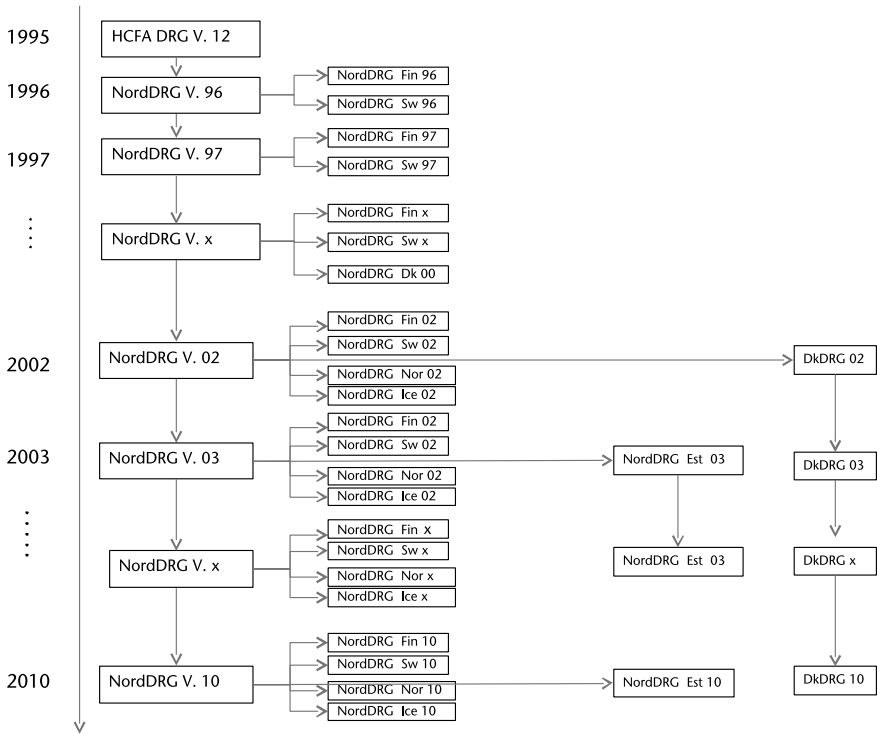 1995
HCFA DRG V. 12
1996
NordDRG V. 96
NordDRG Fin 96
NordDRG Sw 96
1997
NordDRG V. 97
NordDRG Fin 97
NordDRG Sw 97
.....
NordDRG V. x
NordDRG Fin x
NordDRG Sw x
NordDRG Dk 00
2002
NordDRG V. 02
NordDRG Fin 02
NordDRG Sw 02
NordDRG Nor 02
NordDRG Ice 02
DkDRG 02
2003
NordDRG V. 03
NordDRG Fin 02
NordDRG Sw 02
NordDRG Nor 02
NordDRG Ice 02
NordDRG Est 03
DkDRG 03
......
NordDRG V. x
NordDRG Fin x
NordDRG Sw x
NordDRG Nor x
NordDRG Ice x
NordDRG Est 03
DkDRG x
2010
NordDRG V. 10
NordDRG Fin 10
NordDRG Sw 10
NordDRG Nor 10
NordDRG Ice 10
NordDRG Est 10
DkDRG 10